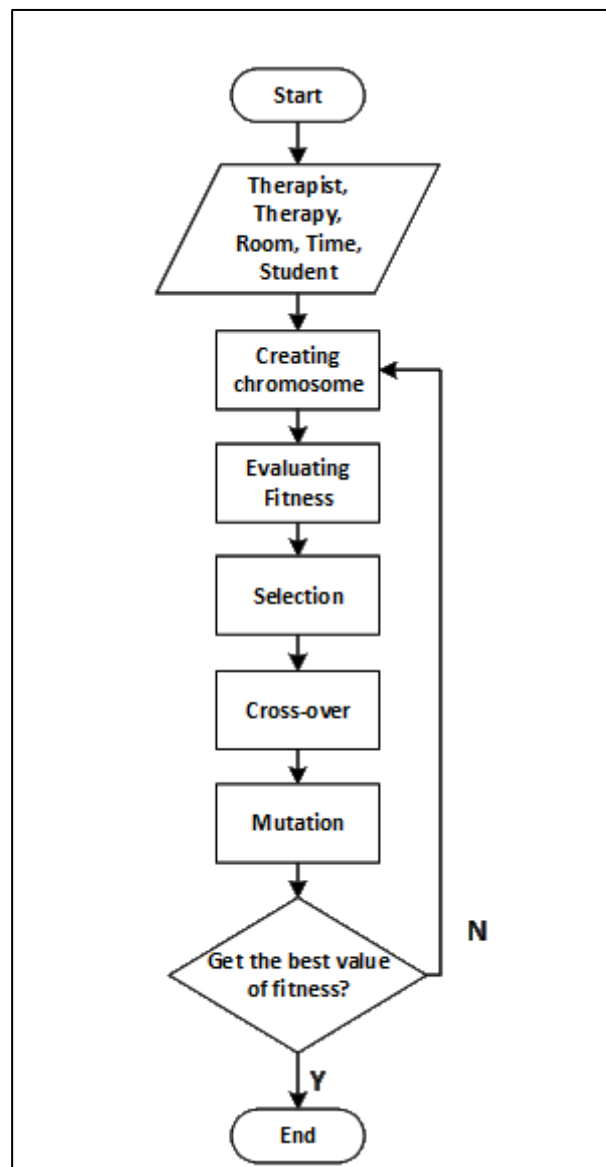 Start
Therapist,
Therapy,
Room, Time,
Student
Creating
chromosome
Evaluating
Fitness
Selection
Cross-over
Mutation
Get the best value
of fitness?
N
Y
End